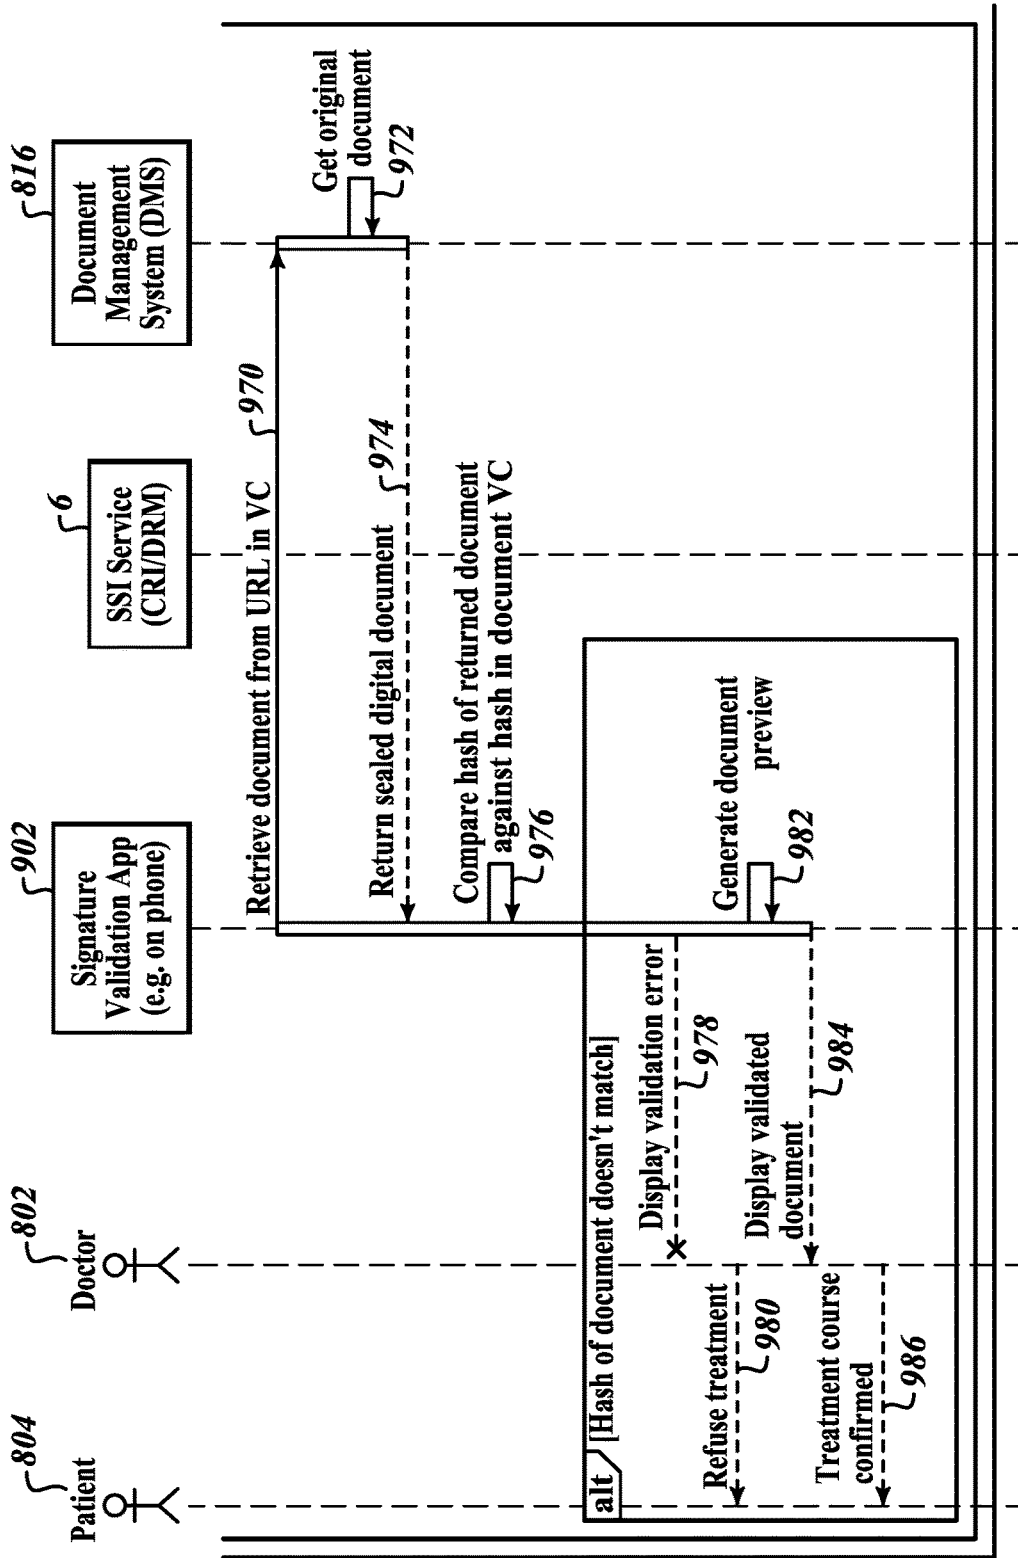 Patient
804
Doctor
802
Signature
Validation App
(e.g. on phone)
902
SSI Service
(CRI/DRM)
6
Document
Management
System (DMS)
816
Retrieve document from URL in VC
970
Get original
document
972
Return sealed digital document
974
Compare hash of returned document
against hash in document VC
976
alt
[Hash of document doesn't match]
Display validation error
978
Refuse treatment
980
Generate document
preview
982
Display validated
document
984
Treatment course
confirmed
986